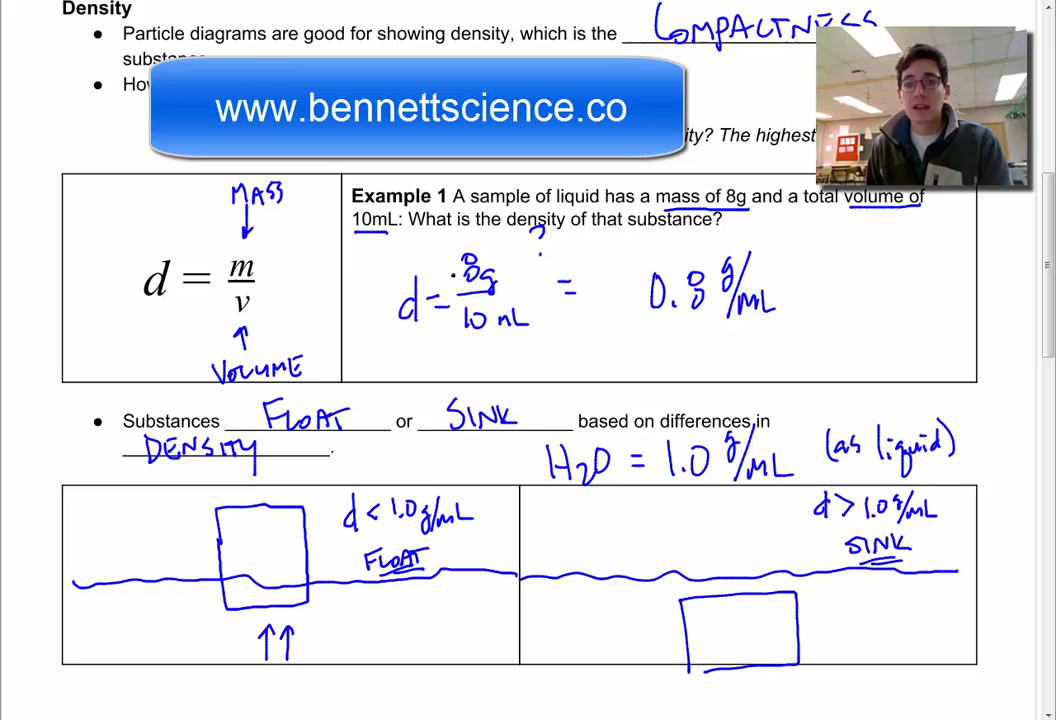 Density
● Particle diagrams are good for showing density, which is the COMPACTNESS
● Ho
www.bennettscience.co
ity? The highest
MASS
d = m/v
VOLUME
Example 1 A sample of liquid has a mass of 8g and a total volume of
10mL: What is the density of that substance?
?
d = 8g/10 mL = 0.8 g/mL
● Substances FLOAT or SINK based on differences in
DENSITY.
H2O = 1.0 g/mL (as liquid)
d < 1.0 g/mL
FLOAT
d > 1.0 g/mL
SINK